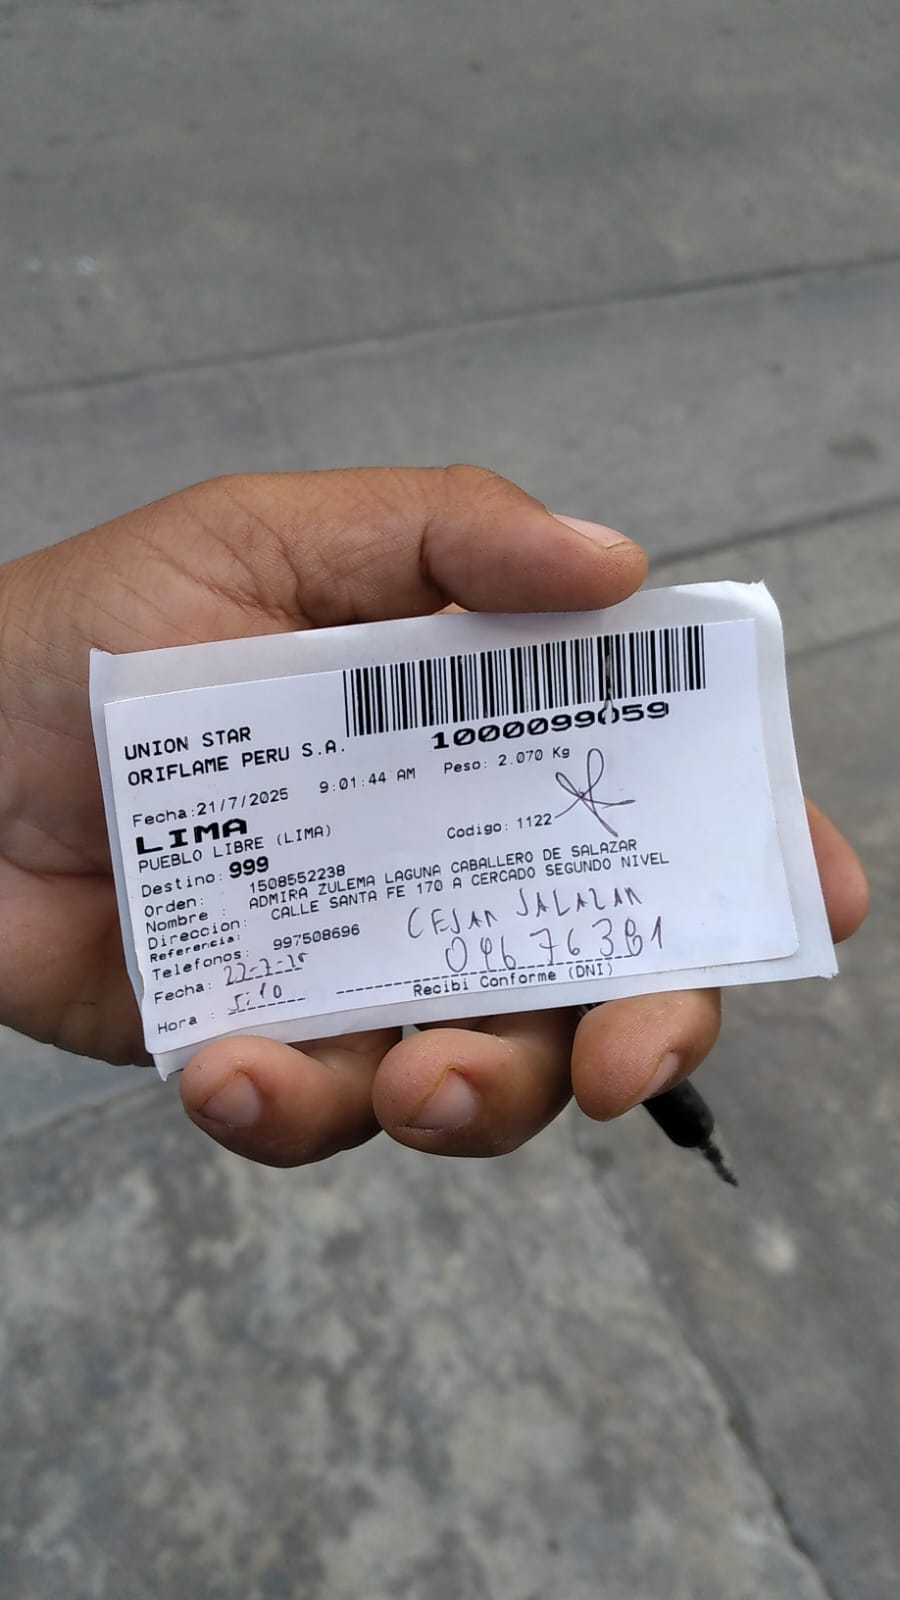 UNION STAR
ORIFLAME PERU S.A.
1000099059
Fecha:21/7/2025 9:01:44 AM Peso: 2.070 Kg
LIMA
PUEBLO LIBRE (LIMA) Codigo: 1122
Destino: 999
Orden: 1508552238
Nombre : ADMIRA ZULEMA LAGUNA CABALLERO DE SALAZAR
Direccion: CALLE SANTA FE 170 A CERCADO SEGUNDO NIVEL
Referencia:
Telefonos: 997508696
CESAR SALAZAR
Fecha: 22-7-25
Hora : 5:10
Recibi Conforme (DNI)